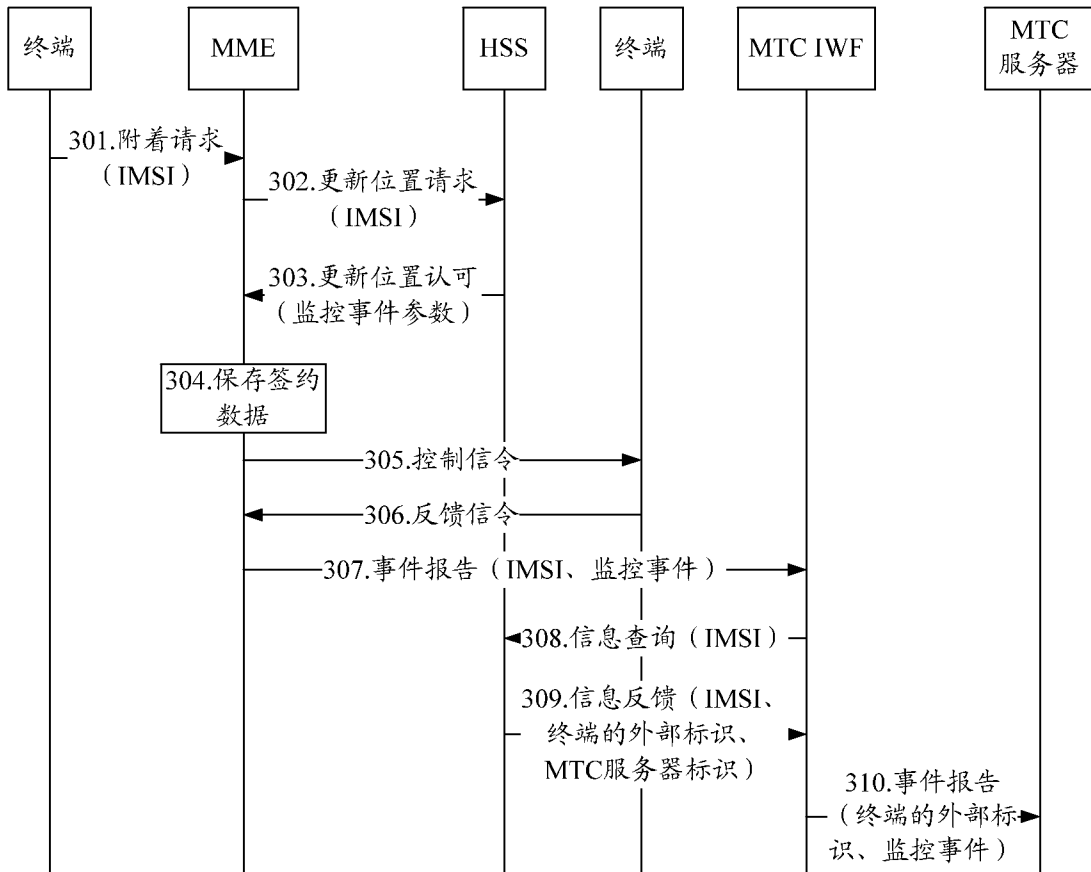 终端
MME
HSS
终端
MTC IWF
MTC
服务器
301.附着请求
（IMSI）
302.更新位置请求
（IMSI）
303.更新位置认可
（监控事件参数）
304.保存签约
数据
305.控制信令
306.反馈信令
307.事件报告（IMSI、监控事件）
308.信息查询（IMSI）
309.信息反馈（IMSI、
终端的外部标识、
MTC服务器标识）
310.事件报告
（终端的外部标
识、监控事件）